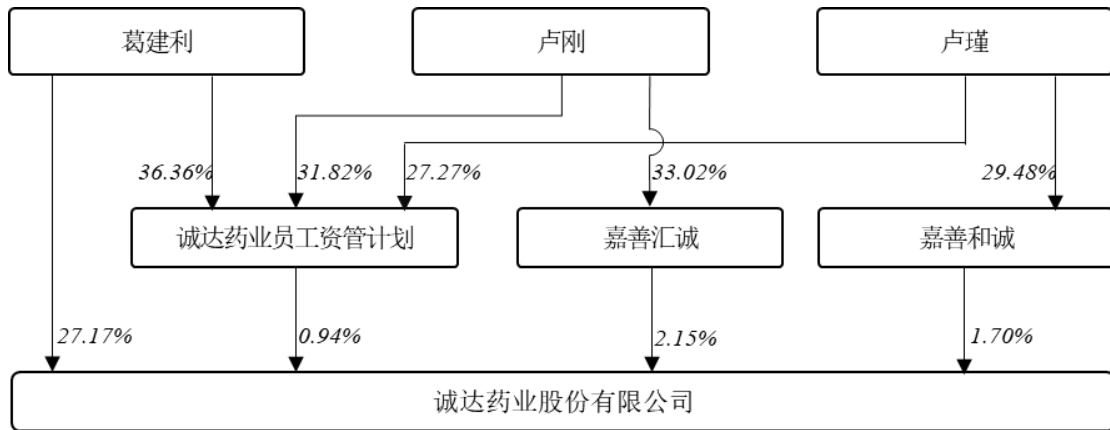 葛建利
卢刚
卢瑾
36.36%
31.82%
27.27%
33.02%
29.48%
诚达药业员工资管计划
嘉善汇诚
嘉善和诚
27.17%
0.94%
2.15%
1.70%
诚达药业股份有限公司